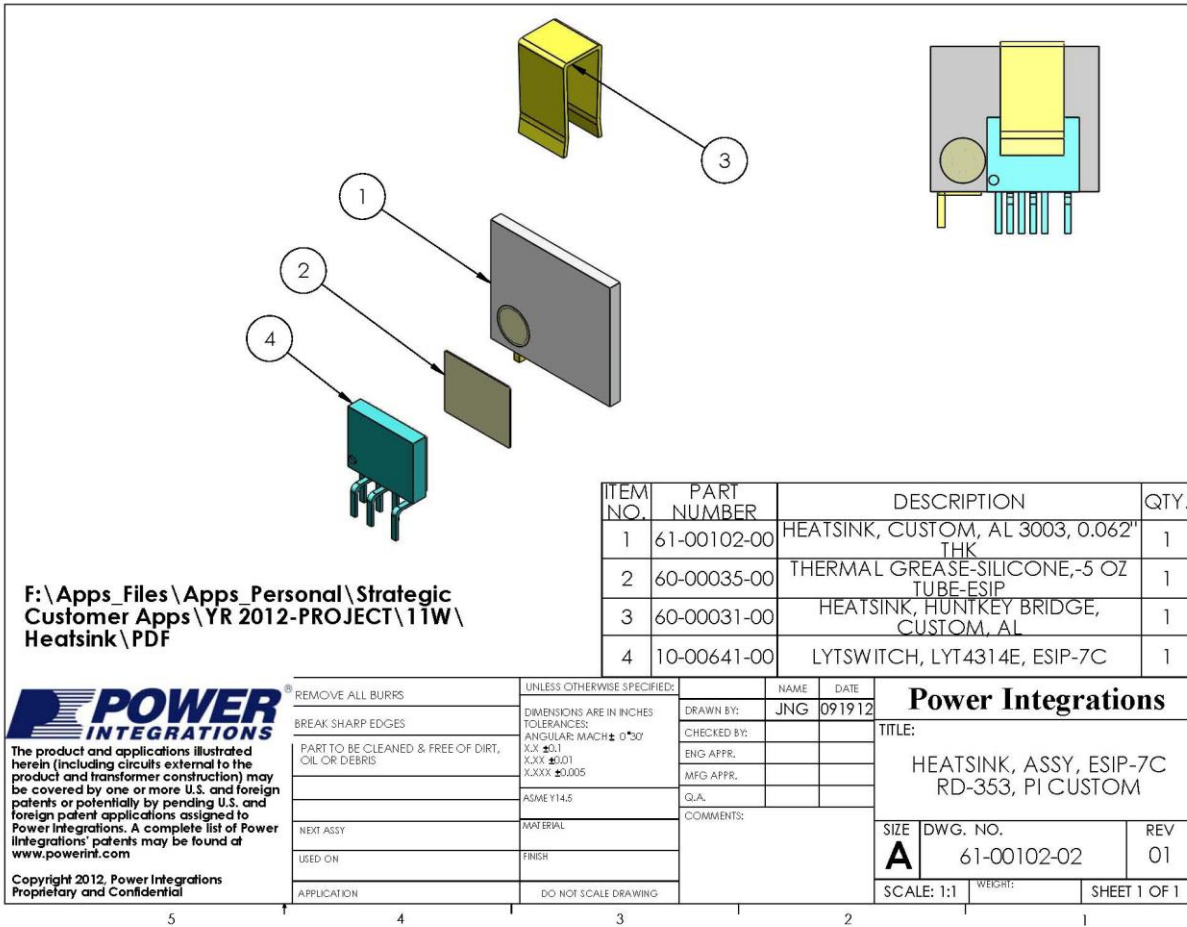 3
1
2
4
ITEM NO. PART NUMBER DESCRIPTION QTY.
1 61-00102-00 HEATSINK, CUSTOM, AL 3003, 0.062" THK 1
2 60-00035-00 THERMAL GREASE-SILICONE,-5 OZ TUBE-ESIP 1
3 60-00031-00 HEATSINK, HUNTKEY BRIDGE, CUSTOM, AL 1
4 10-00641-00 LYTSWITCH, LYT4314E, ESIP-7C 1
F:\Apps_Files\Apps_Personal\Strategic
Customer Apps\YR 2012-PROJECT\11W\
Heatsink\PDF
POWER ®
INTEGRATIONS
The product and applications illustrated
herein (including circuits external to the
product and transformer construction) may
be covered by one or more U.S. and foreign
patents or potentially by pending U.S. and
foreign patent applications assigned to
Power Integrations. A complete list of Power
Iintegrations' patents may be found at
www.powerint.com
Copyright 2012, Power Integrations
Proprietary and Confidential
REMOVE ALL BURRS
BREAK SHARP EDGES
PART TO BE CLEANED & FREE OF DIRT,
OIL OR DEBRIS
NEXT ASSY
USED ON
APPLICATION
UNLESS OTHERWISE SPECIFIED:
DIMENSIONS ARE IN INCHES
TOLERANCES:
ANGULAR: MACH± 0°30'
X.X ±0.1
X.XX ±0.01
X.XXX ±0.005
ASME Y14.5
MATERIAL
FINISH
DO NOT SCALE DRAWING
NAME DATE
DRAWN BY: JNG 091912
CHECKED BY:
ENG APPR.
MFG APPR.
Q.A.
COMMENTS:
Power Integrations
TITLE:
HEATSINK, ASSY, ESIP-7C
RD-353, PI CUSTOM
SIZE DWG. NO. REV
A 61-00102-02 01
SCALE: 1:1 WEIGHT: SHEET 1 OF 1
5 4 3 2 1